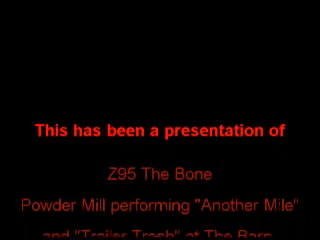 This has been a presentation of
Z95 The Bone
Powder Mill performing "Another Mile"
and "Trailer Trash" at The Barn